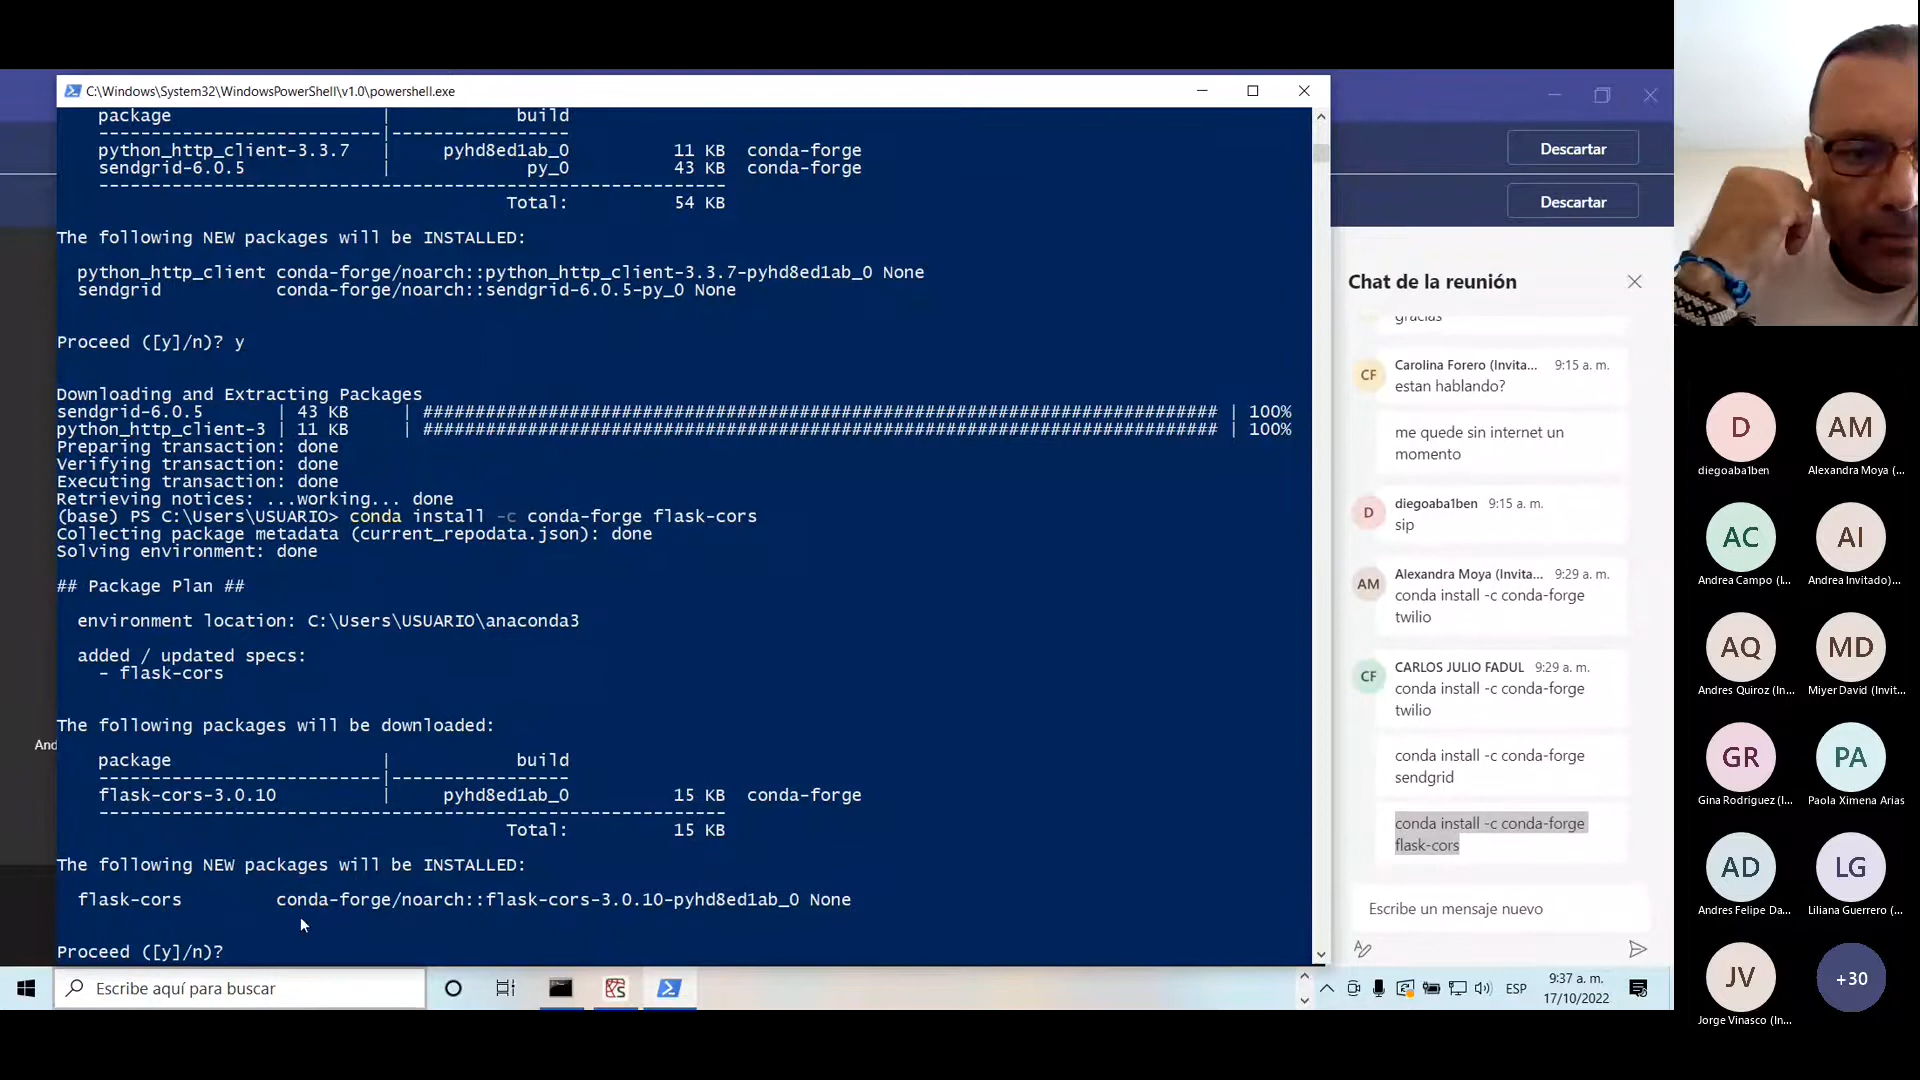 C:\Windows\System32\WindowsPowerShell\v1.0\powershell.exe
package | build
---------------------------|-----------------
python_http_client-3.3.7 | pyhd8ed1ab_0 11 KB conda-forge
sendgrid-6.0.5 | py_0 43 KB conda-forge
------------------------------------------------------------
Total: 54 KB
The following NEW packages will be INSTALLED:
python_http_client conda-forge/noarch::python_http_client-3.3.7-pyhd8ed1ab_0 None
sendgrid conda-forge/noarch::sendgrid-6.0.5-py_0 None
Proceed ([y]/n)? y
Downloading and Extracting Packages
sendgrid-6.0.5 | 43 KB | ############################################################################ | 100%
python_http_client-3 | 11 KB | ############################################################################ | 100%
Preparing transaction: done
Verifying transaction: done
Executing transaction: done
Retrieving notices: ...working... done
(base) PS C:\Users\USUARIO> conda install -c conda-forge flask-cors
Collecting package metadata (current_repodata.json): done
Solving environment: done
## Package Plan ##
environment location: C:\Users\USUARIO\anaconda3
added / updated specs:
- flask-cors
The following packages will be downloaded:
package | build
---------------------------|-----------------
flask-cors-3.0.10 | pyhd8ed1ab_0 15 KB conda-forge
------------------------------------------------------------
Total: 15 KB
The following NEW packages will be INSTALLED:
flask-cors conda-forge/noarch::flask-cors-3.0.10-pyhd8ed1ab_0 None
Proceed ([y]/n)?
And
Descartar
Descartar
Chat de la reunión
gracias
CF
Carolina Forero (Invita... 9:15 a. m.
estan hablando?
me quede sin internet un
momento
D
diegoaba1ben 9:15 a. m.
sip
AM
Alexandra Moya (Invita... 9:29 a. m.
conda install -c conda-forge
twilio
CF
CARLOS JULIO FADUL 9:29 a. m.
conda install -c conda-forge
twilio
conda install -c conda-forge
sendgrid
conda install -c conda-forge
flask-cors
Escribe un mensaje nuevo
Escribe aquí para buscar
ESP
9:37 a. m.
17/10/2022
D AM
diegoaba1ben Alexandra Moya (...
AC AI
Andrea Campo (I... Andrea Invitado)...
AQ MD
Andres Quiroz (In... Miyer David (Invit...
GR PA
Gina Rodríguez (I... Paola Ximena Arias
AD LG
Andres Felipe Da... Liliana Guerrero (...
JV +30
Jorge Vinasco (In...